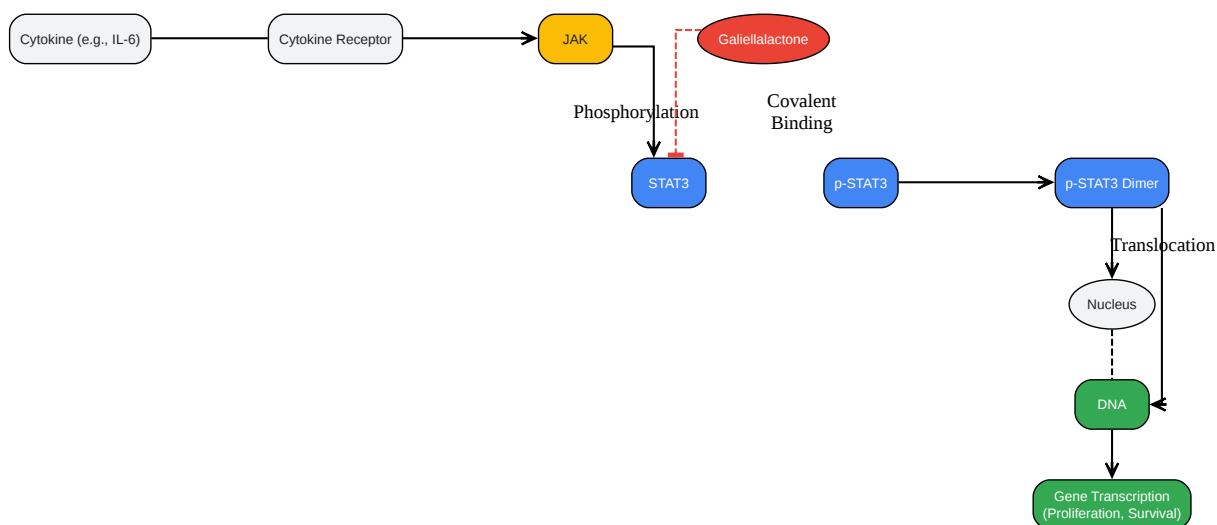 Cytokine (e.g., IL-6)
Cytokine Receptor
JAK
Galiellalactone
Phosphorylation
Covalent
Binding
STAT3
p-STAT3
p-STAT3 Dimer
Translocation
Nucleus
DNA
Gene Transcription
(Proliferation, Survival)